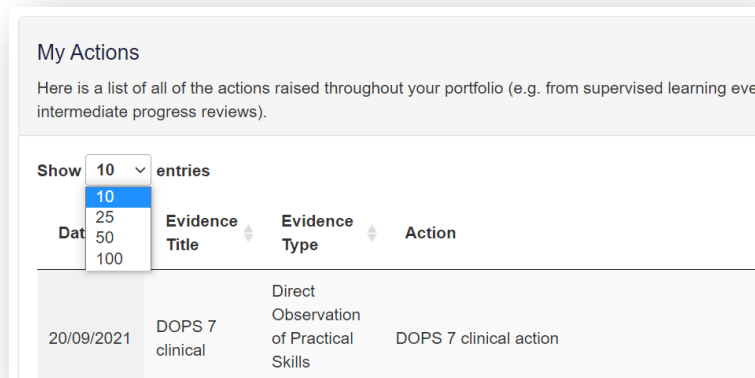 My Actions
Here is a list of all of the actions raised throughout your portfolio (e.g. from supervised learning
intermediate progress reviews).
Show 10 entries
10
25
50
100
Evidence Title
Evidence Type
Action
20/09/2021
DOPS 7 clinical
Direct Observation of Practical Skills
DOPS 7 clinical action